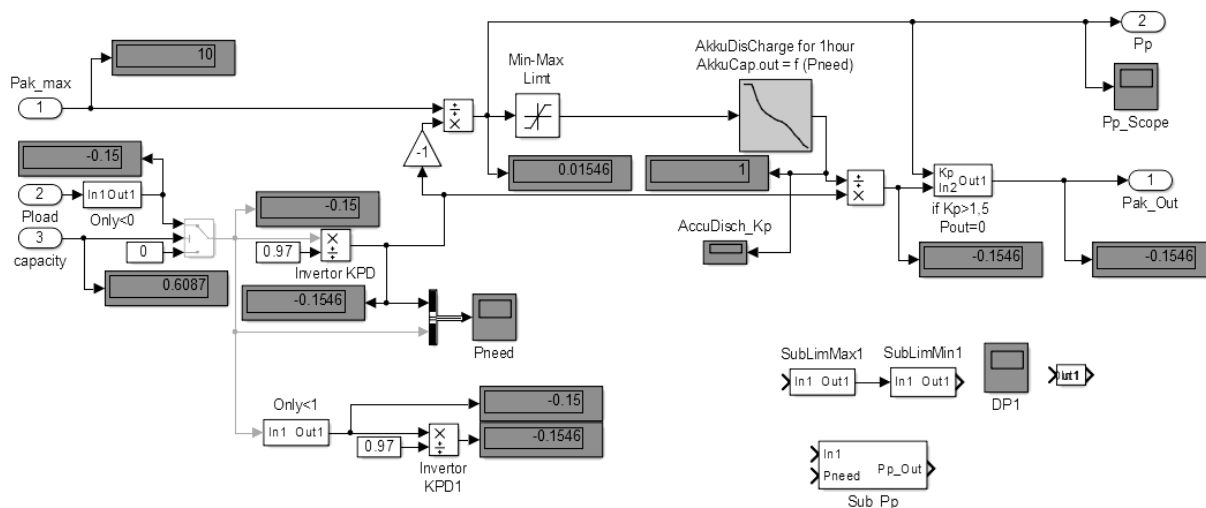 10
Pak_max
1
-0.15
2
In1 Out1
Pload
Only<0
3
capacity
0
0.6087
-0.15
0.97
Invertor KPD
-0.1546
Pneed
-1
Min-Max
Limt
0.01546
AkkuDisCharge for 1hour
AkkuCap.out = f (Pneed)
1
AccuDisch_Kp
2
Pp
Pp_Scope
Kp
In2
Out1
if Kp>1,5
Pout=0
1
Pak_Out
-0.1546
-0.1546
Only<1
In1 Out1
0.97
Invertor
KPD1
-0.15
-0.1546
SubLimMax1
In1 Out1
SubLimMin1
In1 Out1
DP1
In1
Pneed
Pp_Out
Sub Pp